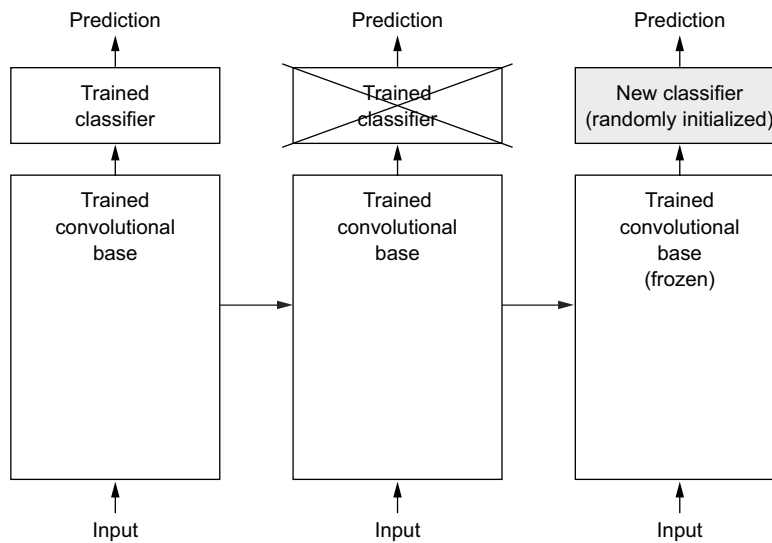 Prediction
Trained
classifier
Trained
convolutional
base
Input
Prediction
Trained
classifier
Trained
convolutional
base
Input
Prediction
New classifier
(randomly initialized)
Trained
convolutional
base
(frozen)
Input